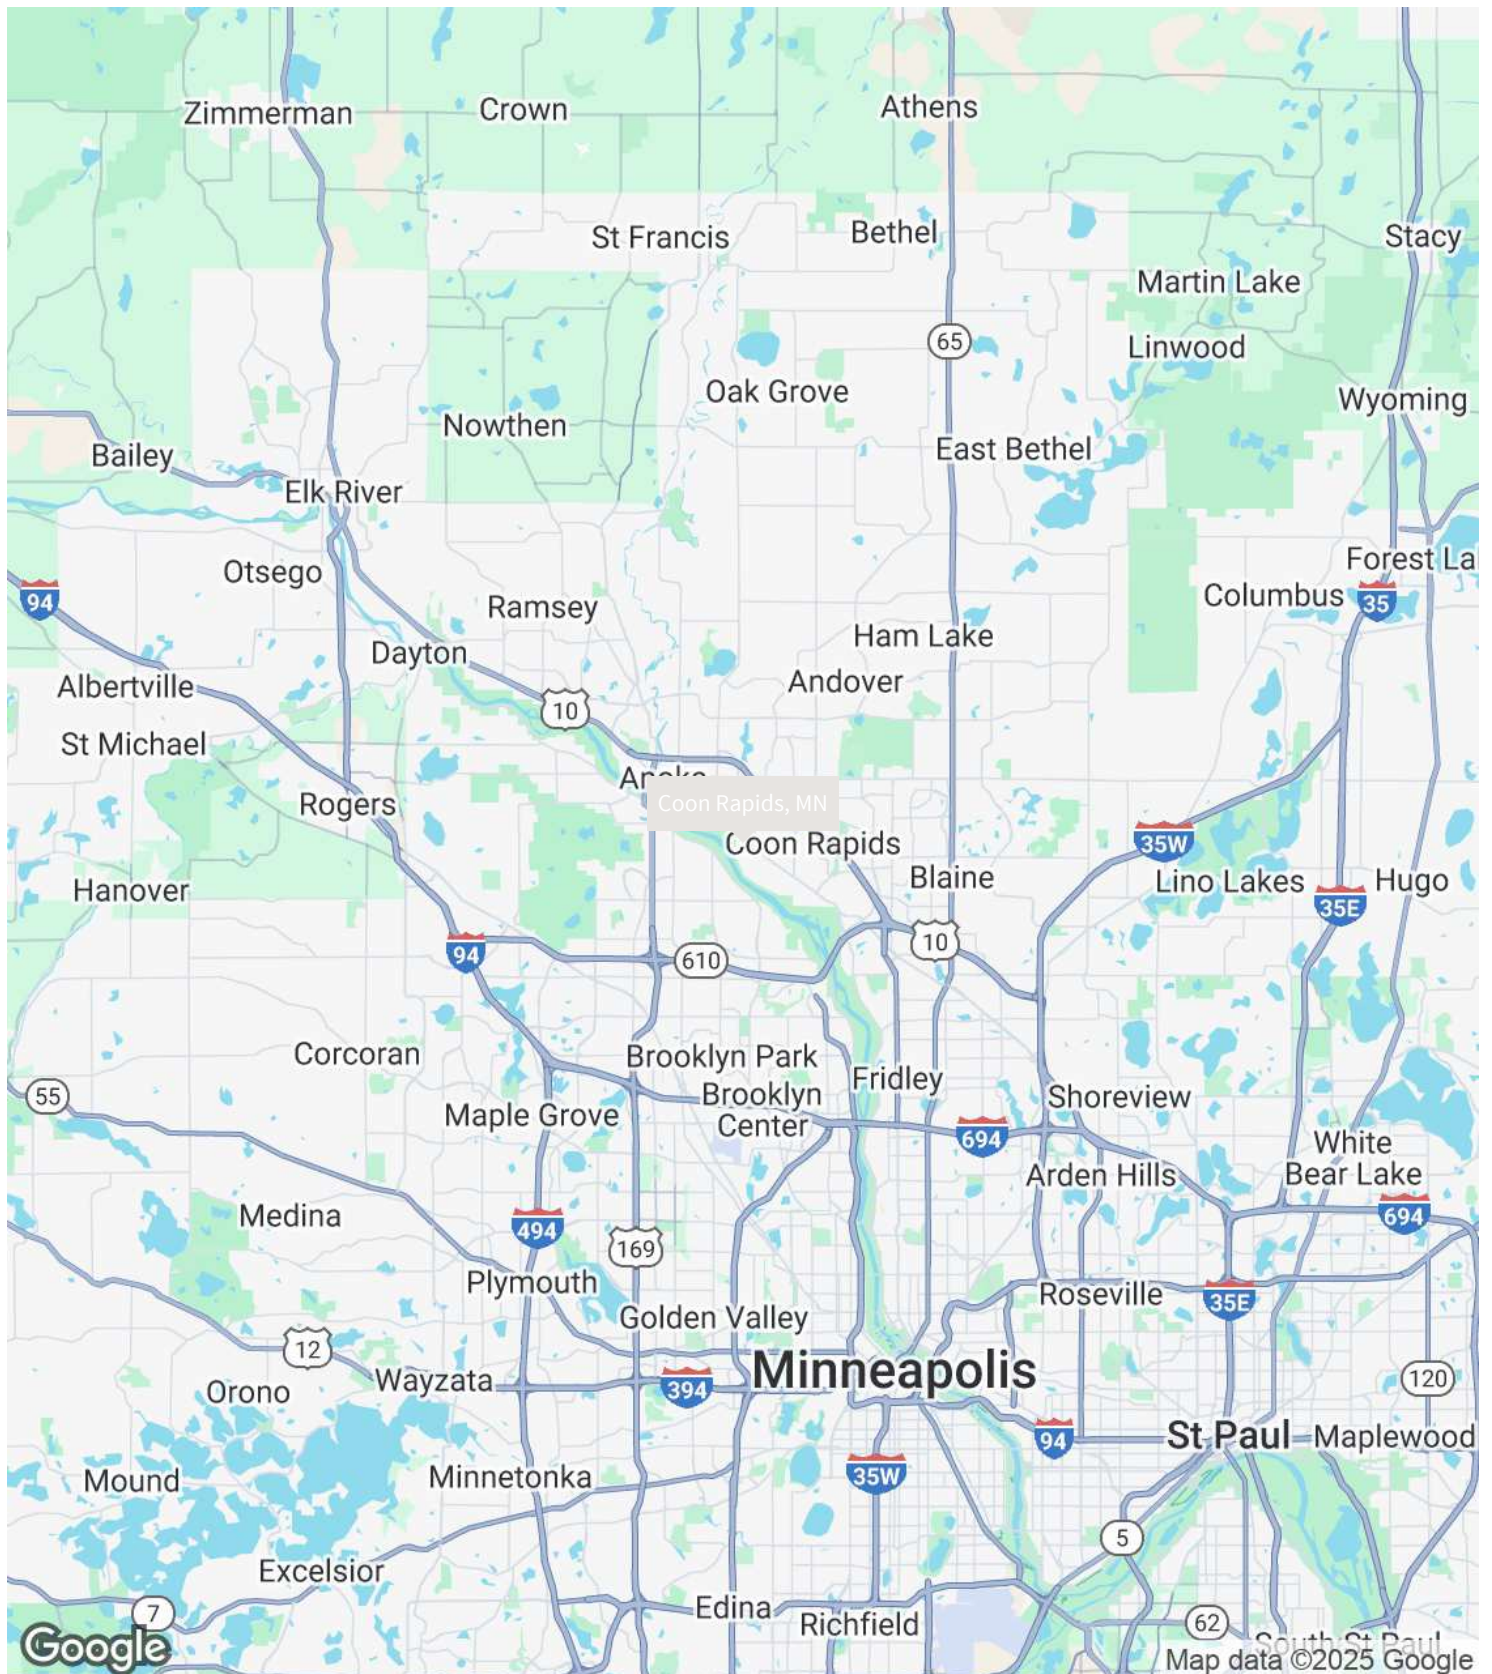 Zimmerman
Crown
Athens
St Francis
Bethel
Stacy
Martin Lake
65
Linwood
Oak Grove
Wyoming
Nowthen
East Bethel
Bailey
Elk River
Otsego
Forest La
94
Ramsey
Columbus
35
Ham Lake
Dayton
Andover
Albertville
10
St Michael
Anoka
Coon Rapids, MN
Rogers
Coon Rapids
35W
Blaine
Lino Lakes
Hugo
Hanover
35E
94
610
10
Corcoran
Brooklyn Park
Fridley
55
Brooklyn
Center
Shoreview
Maple Grove
694
White
Bear Lake
Arden Hills
Medina
494
694
169
Plymouth
Roseville
35E
Golden Valley
12
Minneapolis
Wayzata
394
120
Orono
94
St Paul
Maplewood
Mound
Minnetonka
35W
5
Excelsior
7
Edina
Richfield
62
South St Paul
Google
Map data ©2025 Google